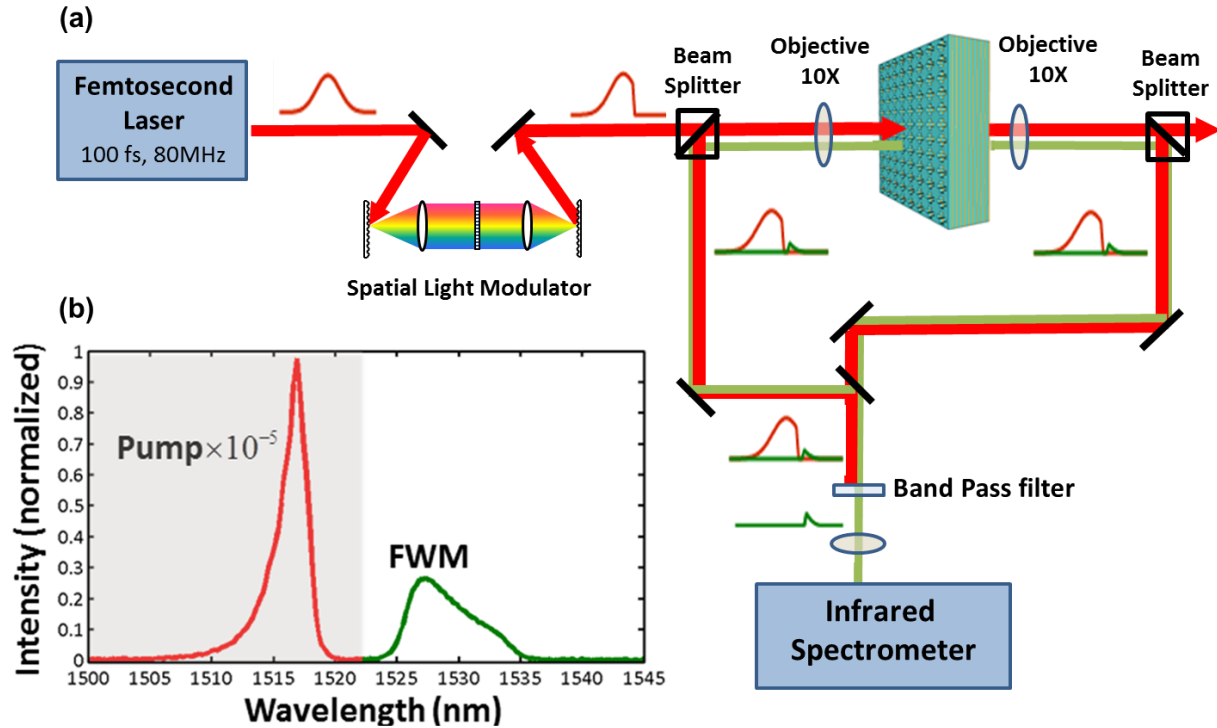 (a)
Femtosecond
Laser
100 fs, 80MHz
Beam
Splitter
Objective
10X
Objective
10X
Beam
Splitter
Spatial Light Modulator
Band Pass filter
Infrared
Spectrometer
(b)
Intensity (normalized)
1
0.9
0.8
0.7
0.6
0.5
0.4
0.3
0.2
0.1
0
Pump×10⁻⁵
FWM
1500 1505 1510 1515 1520 1525 1530 1535 1540 1545
Wavelength (nm)